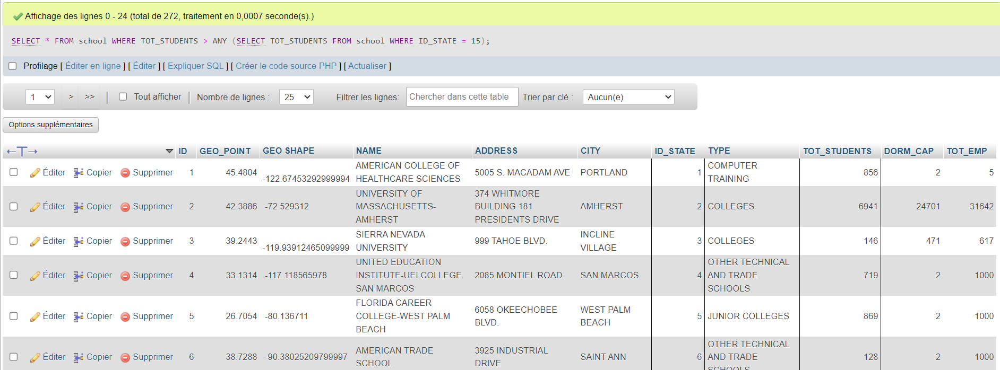 Affichage des lignes 0 - 24 (total de 272, traitement en 0,0007 seconde(s).)
SELECT * FROM school WHERE TOT_STUDENTS > ANY (SELECT TOT_STUDENTS FROM school WHERE ID_STATE = 15);
Profilage [ Éditer en ligne ] [ Éditer ] [ Expliquer SQL ] [ Créer le code source PHP ] [ Actualiser ]
1 > >> | Tout afficher | Nombre de lignes : 25 Filtrer les lignes: Chercher dans cette table Trier par clé : Aucun(e)
Options supplémentaires
←T→ ID GEO_POINT GEO SHAPE NAME ADDRESS CITY ID_STATE TYPE TOT_STUDENTS DORM_CAP TOT_EMP
Éditer Copier Supprimer 1 45.4804 -122.67453292999994 AMERICAN COLLEGE OF
HEALTHCARE SCIENCES 5005 S. MACADAM AVE PORTLAND 1 COMPUTER
TRAINING 856 2 5
Éditer Copier Supprimer 2 42.3886 -72.529312 UNIVERSITY OF
MASSACHUSETTS-
AMHERST 374 WHITMORE
BUILDING 181
PRESIDENTS DRIVE AMHERST 2 COLLEGES 6941 24701 31642
Éditer Copier Supprimer 3 39.2443 -119.93912465099999 SIERRA NEVADA
UNIVERSITY 999 TAHOE BLVD. INCLINE
VILLAGE 3 COLLEGES 146 471 617
Éditer Copier Supprimer 4 33.1314 -117.118565978 UNITED EDUCATION
INSTITUTE-UEI COLLEGE
SAN MARCOS 2085 MONTIEL ROAD SAN MARCOS 4 OTHER TECHNICAL
AND TRADE
SCHOOLS 719 2 1000
Éditer Copier Supprimer 5 26.7054 -80.136711 FLORIDA CAREER
COLLEGE-WEST PALM
BEACH 6058 OKEECHOBEE
BLVD. WEST PALM
BEACH 5 JUNIOR COLLEGES 869 2 1000
Éditer Copier Supprimer 6 38.7288 -90.38025209799997 AMERICAN TRADE
SCHOOL 3925 INDUSTRIAL
DRIVE SAINT ANN 6 OTHER TECHNICAL
AND TRADE
SCHOOLS 128 2 1000